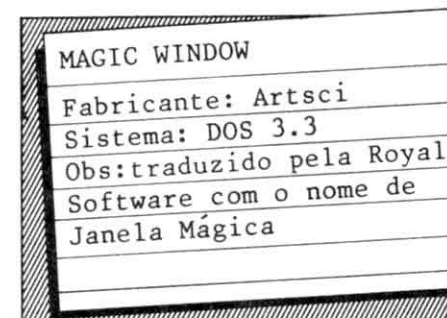 MAGIC WINDOW
Fabricante: Artsci
Sistema: DOS 3.3
Obs:traduzido pela Royal
Software com o nome de
Janela Mágica